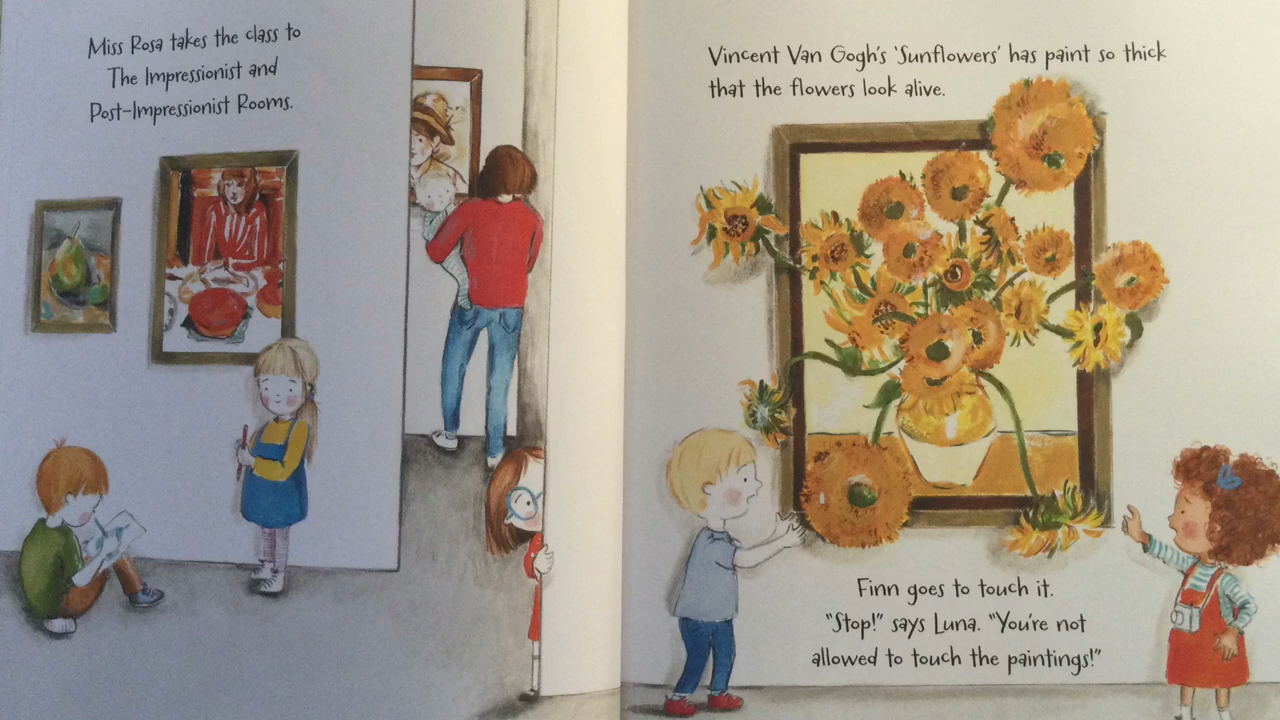 Miss Rosa takes the class to
The Impressionist and
Post-Impressionist Rooms.
Vincent Van Gogh's 'Sunflowers' has paint so thick
that the flowers look alive.
Finn goes to touch it.
"Stop!" says Luna. "You're not
allowed to touch the paintings!"